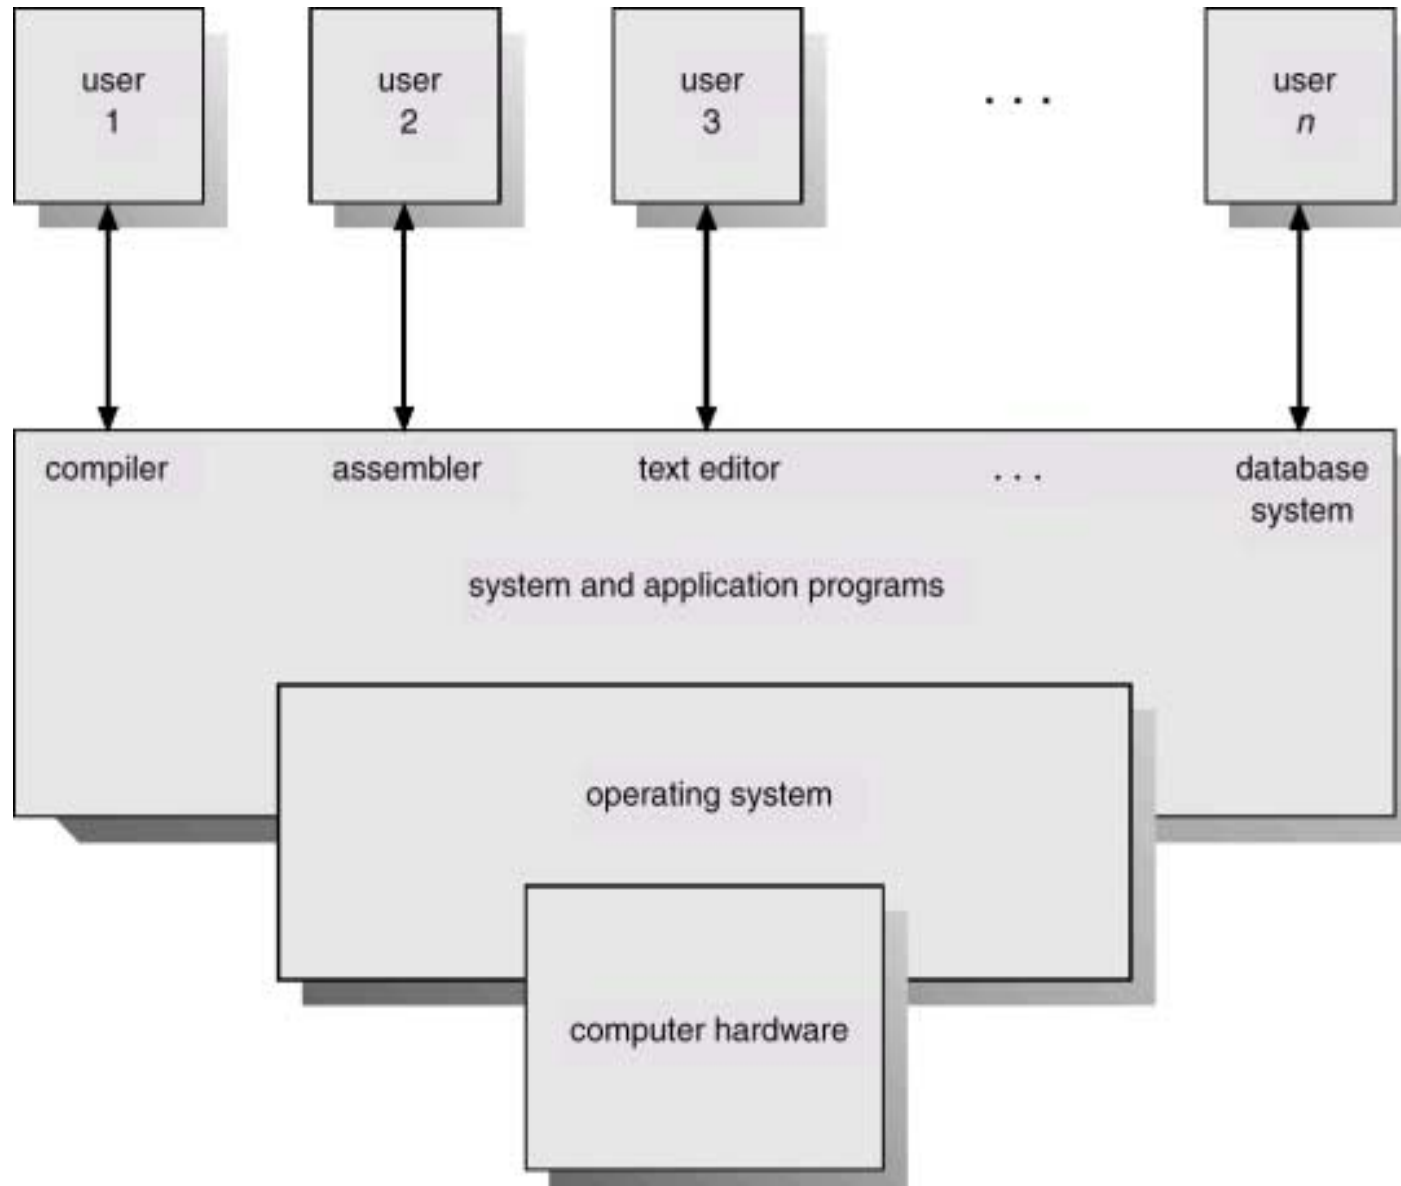 user
1
user
2
user
3
. . .
user
n
compiler
assembler
text editor
. . .
database
system
system and application programs
operating system
computer hardware